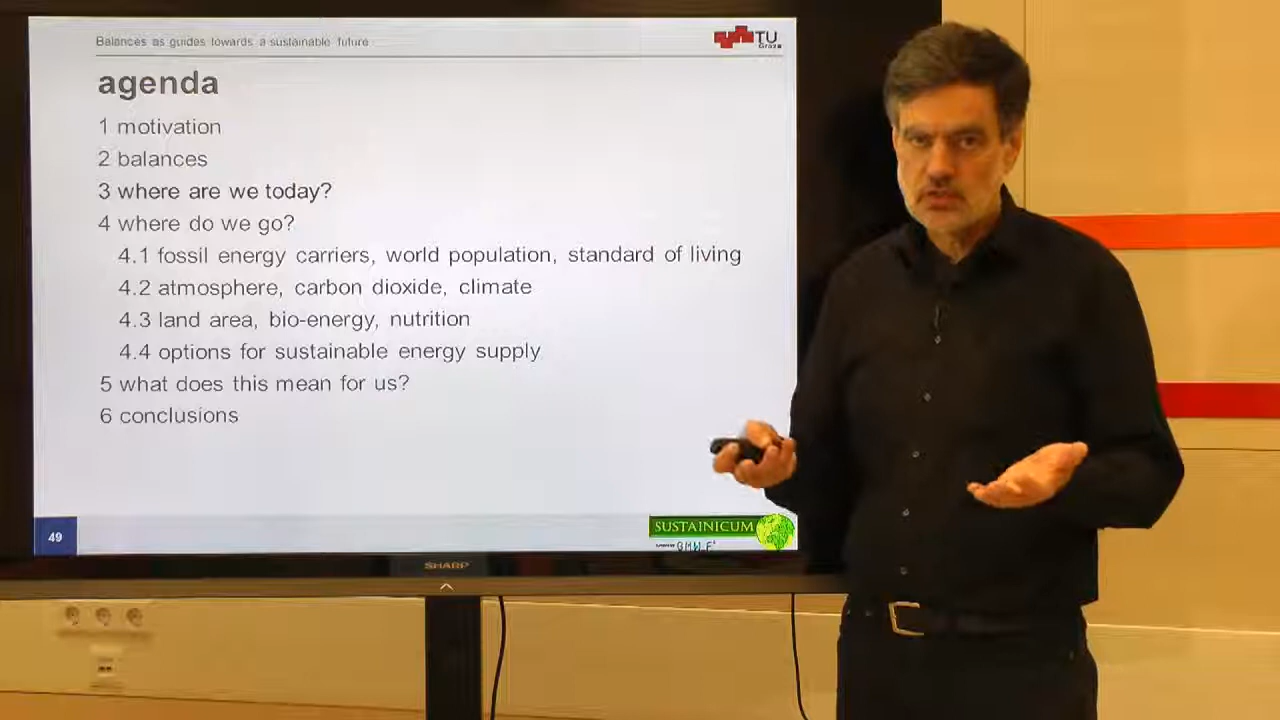 Balances as guides towards a sustainable future
TU
Graz
agenda
1 motivation
2 balances
3 where are we today?
4 where do we go?
4.1 fossil energy carriers, world population, standard of living
4.2 atmosphere, carbon dioxide, climate
4.3 land area, bio-energy, nutrition
4.4 options for sustainable energy supply
5 what does this mean for us?
6 conclusions
49
SUSTAINICUM
SHARP